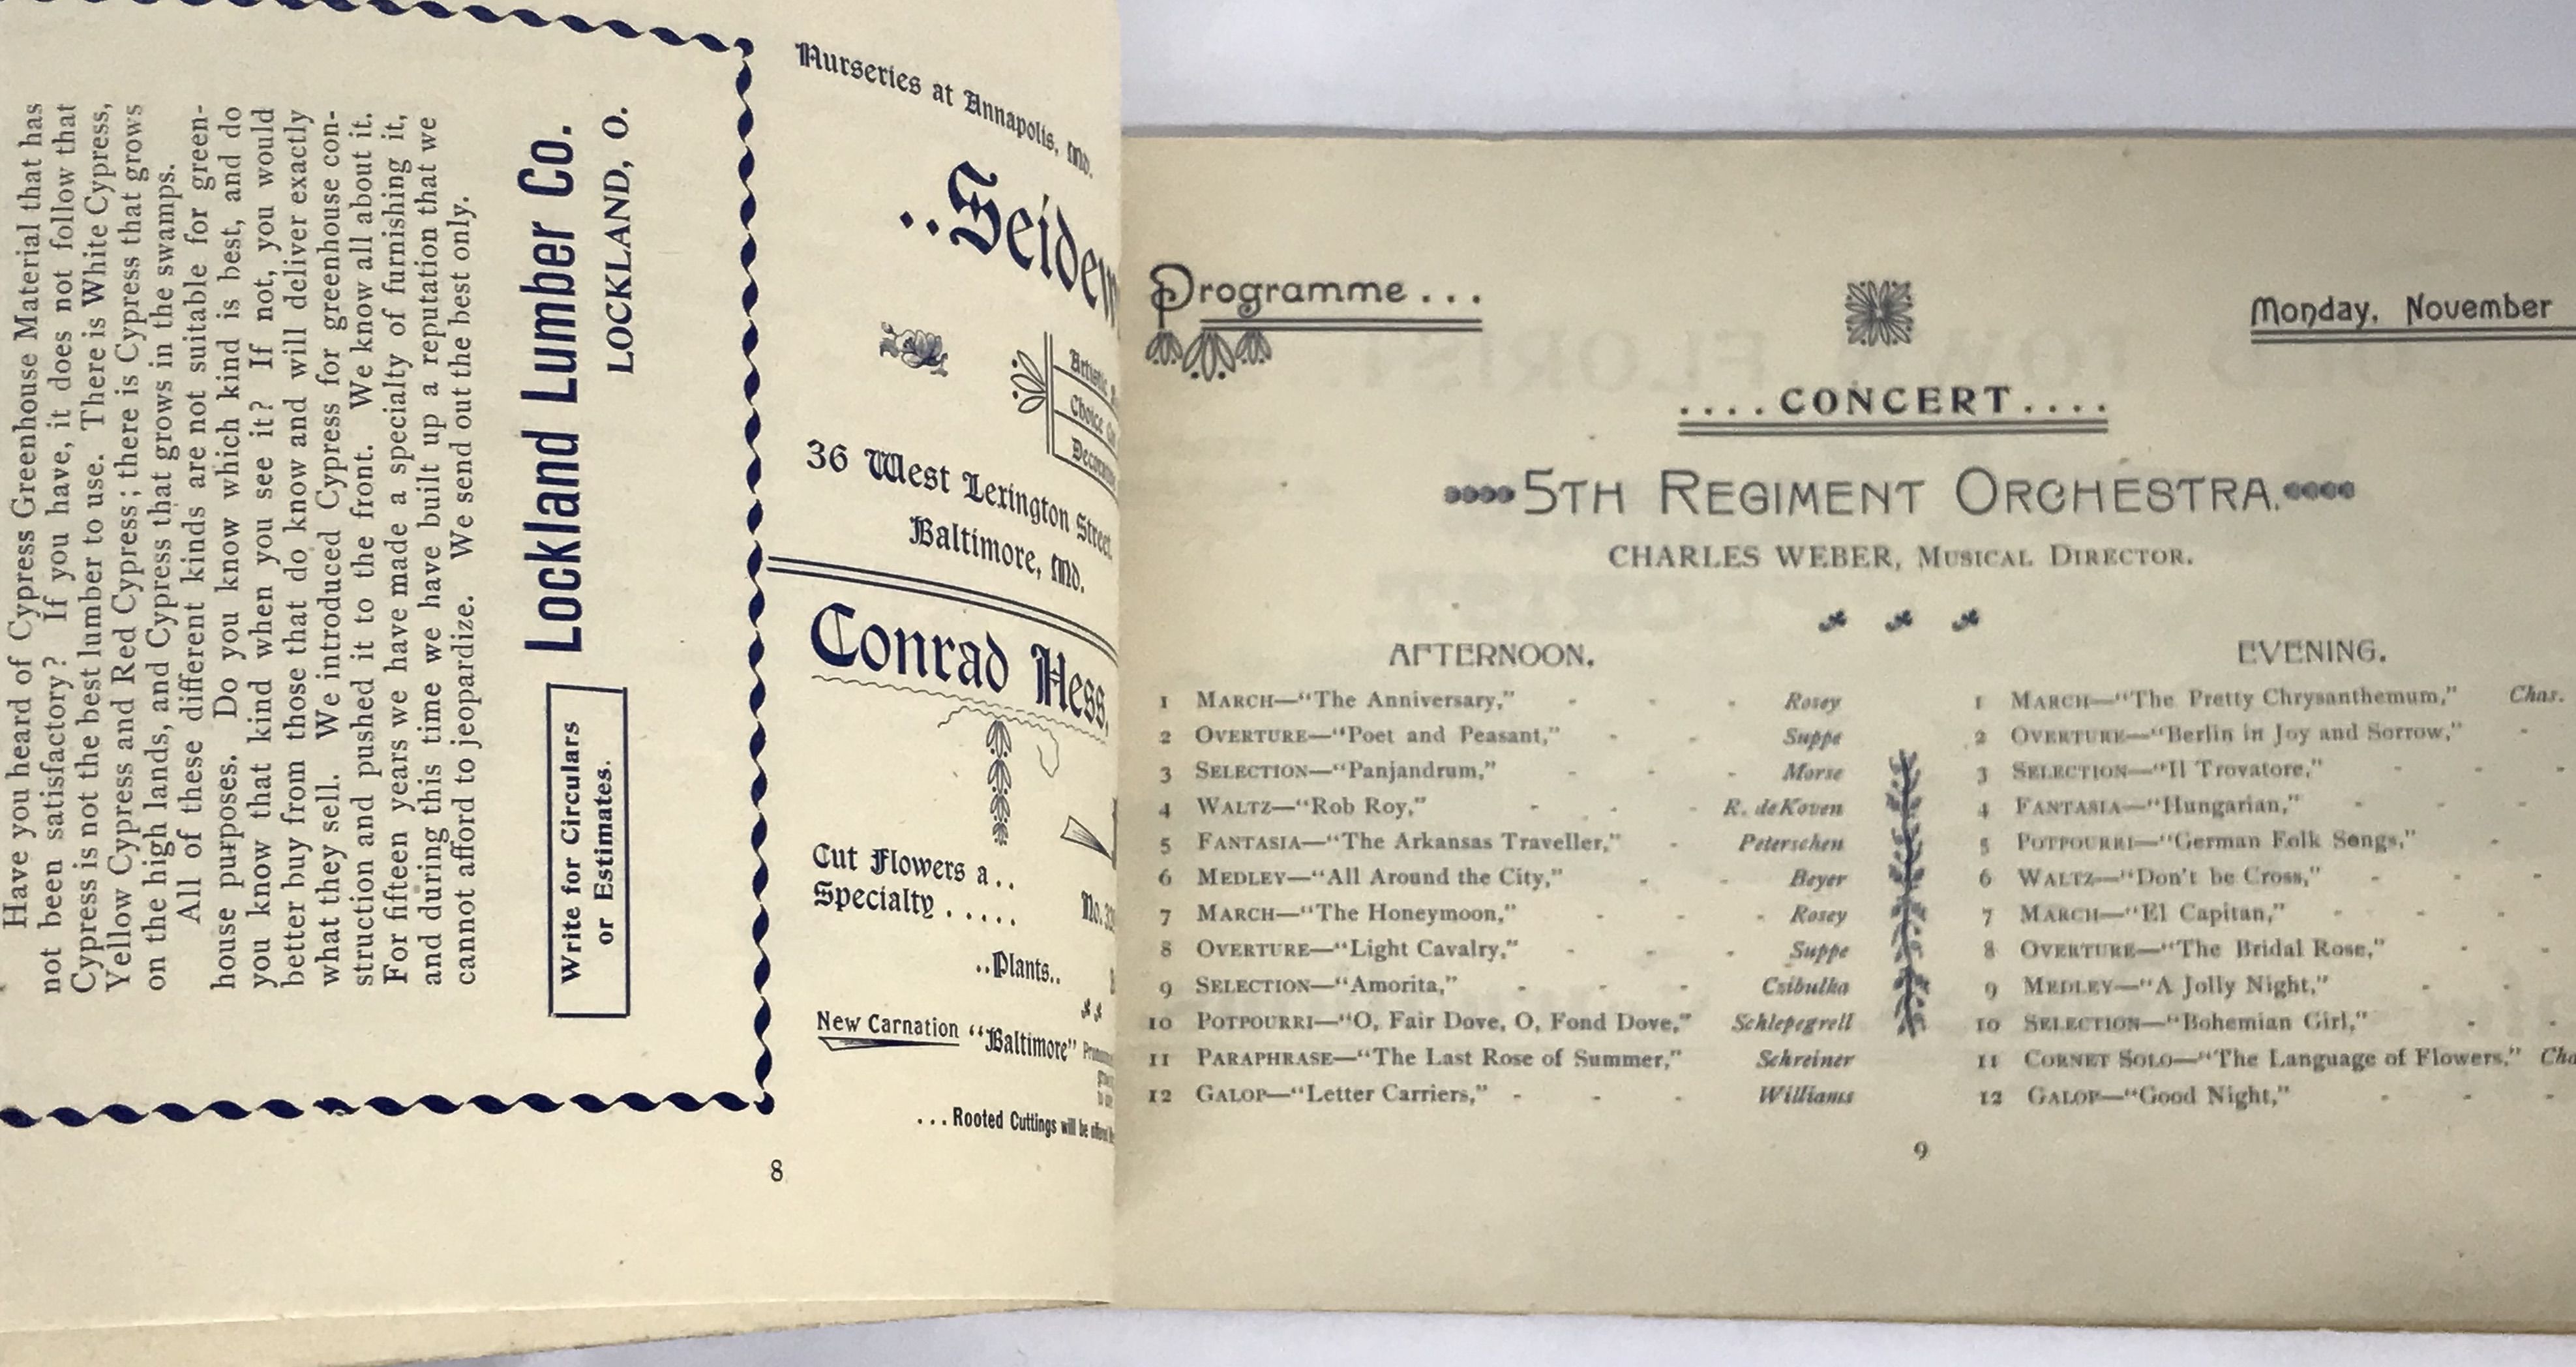 Have you heard of Cypress Greenhouse Material that has
not been satisfactory? If you have, it does not follow that
Cypress is not the best lumber to use. There is White Cypress,
Yellow Cypress and Red Cypress; there is Cypress that grows
on the high lands, and Cypress that grows in the swamps.
All of these different kinds are not suitable for green-
house purposes. Do you know which kind is best, and do
you know that kind when you see it? If not, you would
better buy from those that do know and will deliver exactly
what they sell. We introduced Cypress for greenhouse con-
struction and pushed it to the front. We know all about it.
For fifteen years we have made a specialty of furnishing it,
and during this time we have built up a reputation that we
cannot afford to jeopardize. We send out the best only.
Write for Circulars
or Estimates.
Lockland Lumber Co.
LOCKLAND, O.
Nurseries at Annapolis, Md.
..Seidew
Artistic
Choice
36 West Lexington Street,
Baltimore, Md.
Conrad Hess,
Cut Flowers a..
Specialty.....
No.
..Plants..
New Carnation "Baltimore"
...Rooted Cuttings will be offered
8
Programme...
Monday, November
....CONCERT....
5TH REGIMENT ORCHESTRA.
CHARLES WEBER, MUSICAL DIRECTOR.
AFTERNOON.
1 MARCH—"The Anniversary," - - - Rosey
2 OVERTURE—"Poet and Peasant," - - Suppe
3 SELECTION—"Panjandrum," - - - Morse
4 WALTZ—"Rob Roy," - - - R. deKoven
5 FANTASIA—"The Arkansas Traveller," - Peterschen
6 MEDLEY—"All Around the City," - - Beyer
7 MARCH—"The Honeymoon," - - - Rosey
8 OVERTURE—"Light Cavalry," - - - Suppe
9 SELECTION—"Amorita," - - - Czibulka
10 POTPOURRI—"O, Fair Dove, O, Fond Dove," Schlepegrell
11 PARAPHRASE—"The Last Rose of Summer," Schreiner
12 GALOP—"Letter Carriers," - - - Williams
EVENING.
1 MARCH—"The Pretty Chrysanthemum," Chas.
2 OVERTURE—"Berlin in Joy and Sorrow," -
3 SELECTION—"Il Trovatore," - - -
4 FANTASIA—"Hungarian," - - -
5 POTPOURRI—"German Folk Songs," -
6 WALTZ—"Don't be Cross," - - -
7 MARCH—"El Capitan," - - -
8 OVERTURE—"The Bridal Rose," - -
9 MEDLEY—"A Jolly Night," - -
10 SELECTION—"Bohemian Girl," - -
11 CORNET SOLO—"The Language of Flowers," Cha
12 GALOP—"Good Night," - - -
9